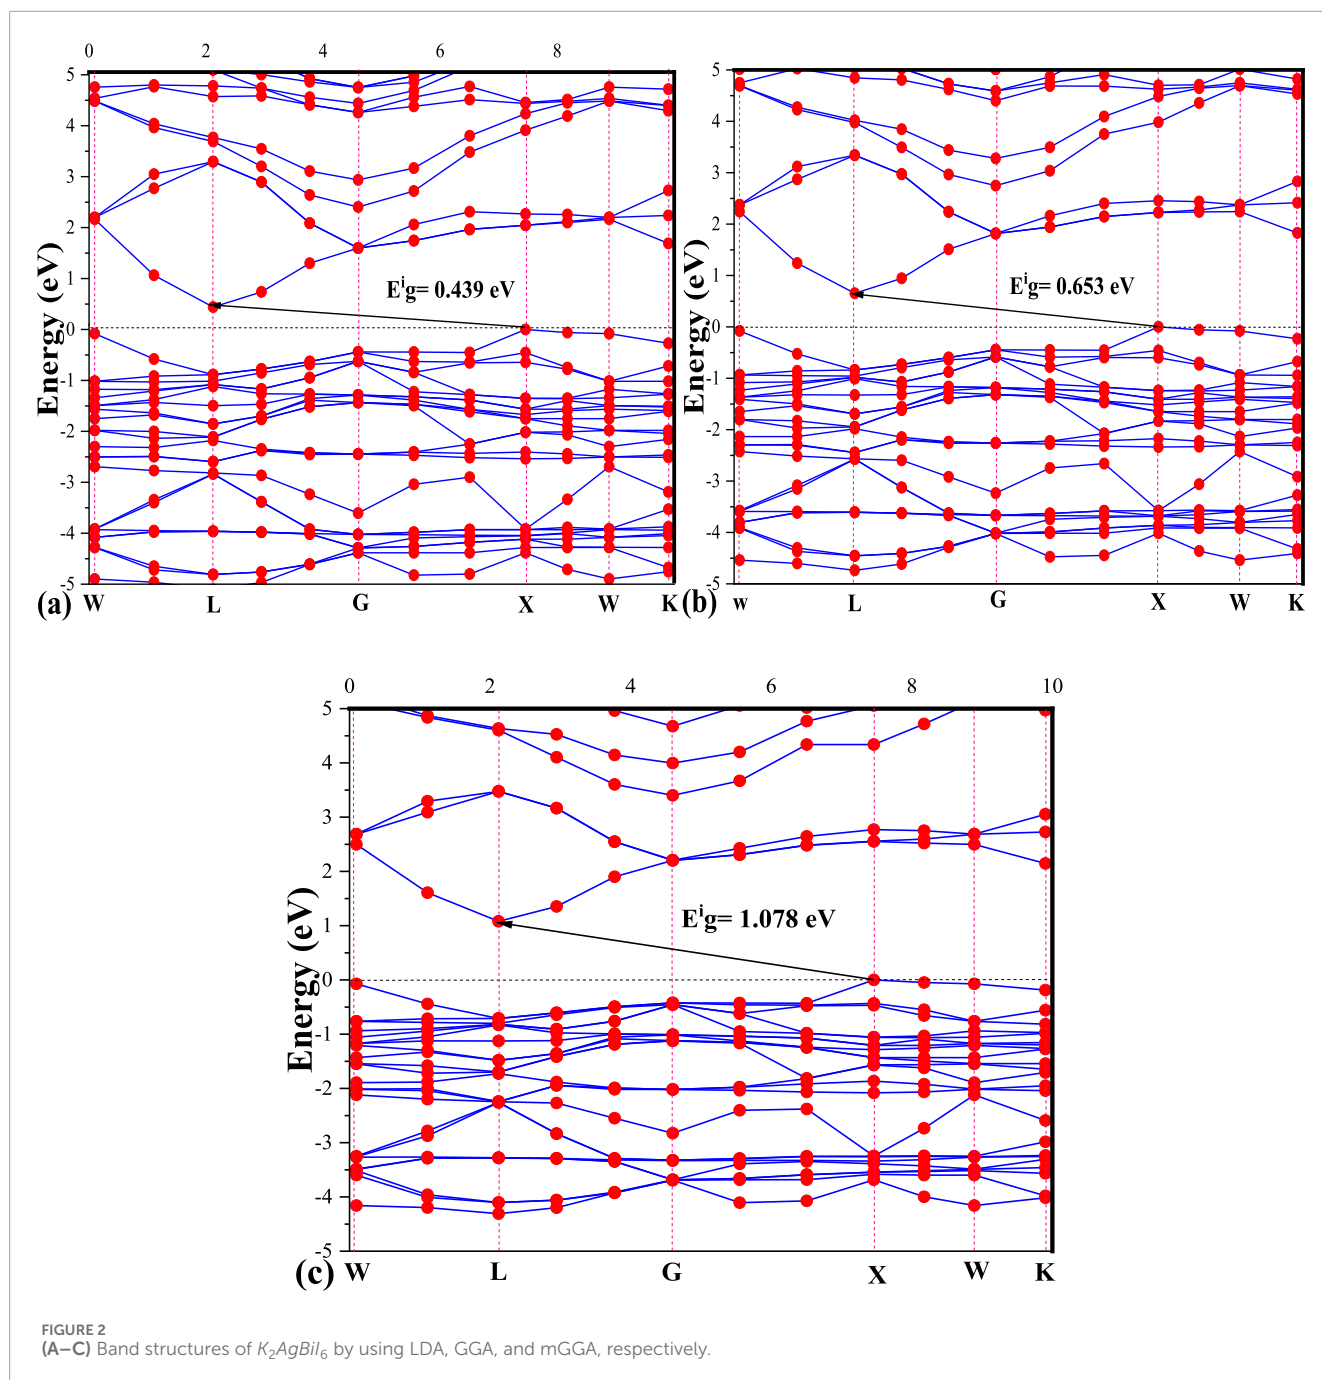 0 2 4 6 8
5
4
3
2
1
0
-1
-2
-3
-4
-5
Energy (eV)
Eⁱg= 0.439 eV
(a) W L G X W K
5
4
3
2
1
0
-1
-2
-3
-4
-5
Energy (eV)
Eⁱg= 0.653 eV
(b) W L G X W K
0 2 4 6 8 10
5
4
3
2
1
0
-1
-2
-3
-4
-5
Energy (eV)
Eⁱg= 1.078 eV
(c) W L G X W K
FIGURE 2
(A–C) Band structures of K₂AgBiI₆ by using LDA, GGA, and mGGA, respectively.